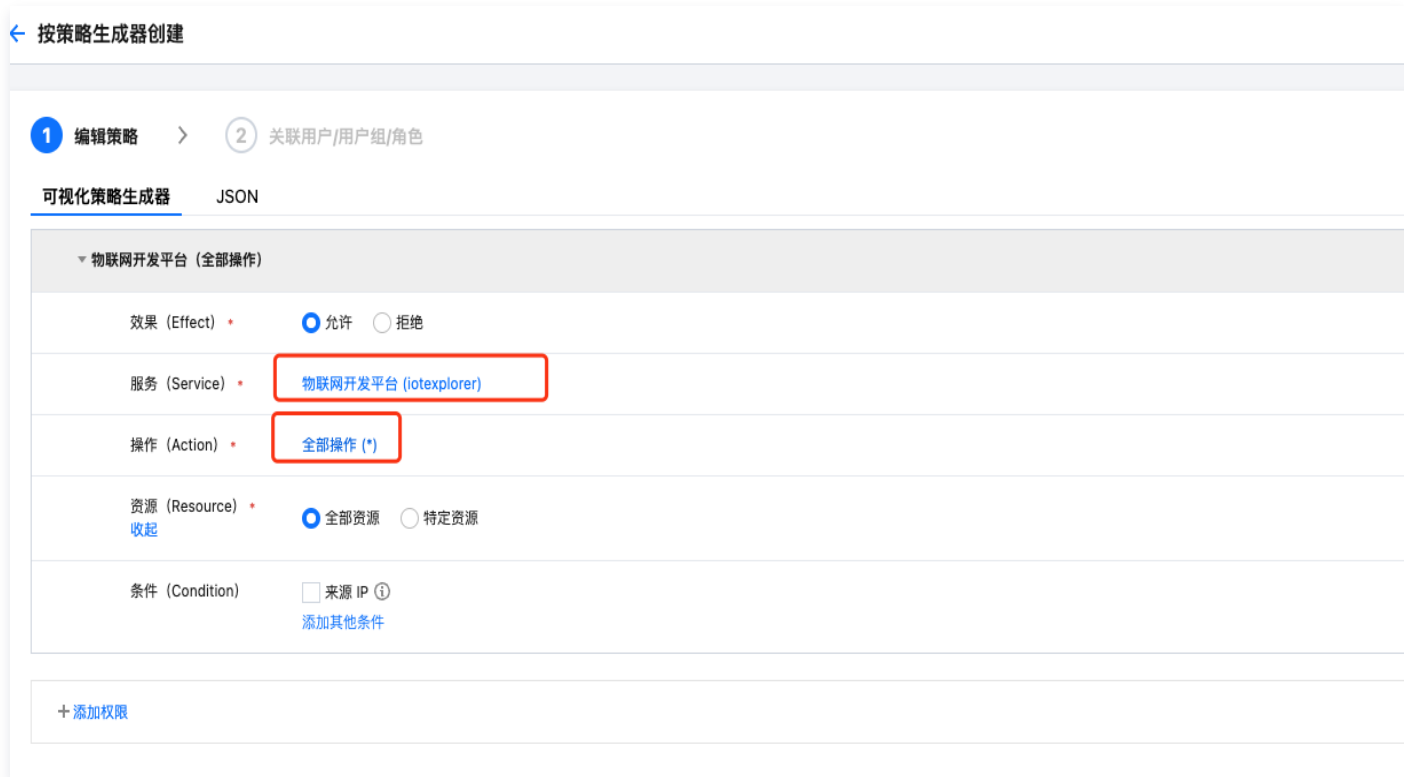 按策略生成器创建
1 编辑策略 2 关联用户/用户组/角色
可视化策略生成器 JSON
物联网开发平台（全部操作）
效果（Effect） * 允许 拒绝
服务（Service） * 物联网开发平台 (iotexplorer)
操作（Action） * 全部操作 (*)
资源（Resource） * 全部资源 特定资源
收起
条件（Condition） 来源 IP
添加其他条件
+ 添加权限